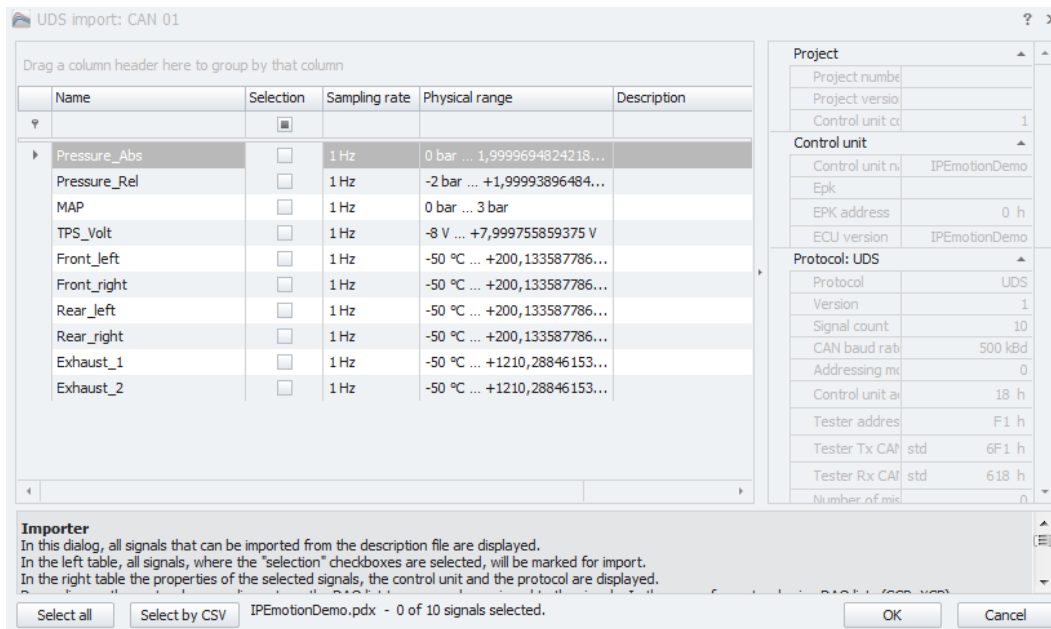 UDS import: CAN 01 ?
Drag a column header here to group by that column
Name Selection Sampling rate Physical range Description
Pressure_Abs 1 Hz 0 bar ... 1,9999694824218...
Pressure_Rel 1 Hz -2 bar ... +1,99993896484...
MAP 1 Hz 0 bar ... 3 bar
TPS_Volt 1 Hz -8 V ... +7,999755859375 V
Front_left 1 Hz -50 °C ... +200,133587786...
Front_right 1 Hz -50 °C ... +200,133587786...
Rear_left 1 Hz -50 °C ... +200,133587786...
Rear_right 1 Hz -50 °C ... +200,133587786...
Exhaust_1 1 Hz -50 °C ... +1210,28846153...
Exhaust_2 1 Hz -50 °C ... +1210,28846153...
Project
Project numbe
Project versio
Control unit co 1
Control unit
Control unit na IPEmotionDemo
Epk
EPK address 0 h
ECU version IPEmotionDemo
Protocol: UDS
Protocol UDS
Version 1
Signal count 10
CAN baud rate 500 kBd
Addressing mo 0
Control unit ad 18 h
Tester addres F1 h
Tester Tx CAN std 6F1 h
Tester Rx CAN std 618 h
Number of mis 0
Importer
In this dialog, all signals that can be imported from the description file are displayed.
In the left table, all signals, where the "selection" checkboxes are selected, will be marked for import.
In the right table the properties of the selected signals, the control unit and the protocol are displayed.
Select all Select by CSV IPEmotionDemo.pdx - 0 of 10 signals selected. OK Cancel